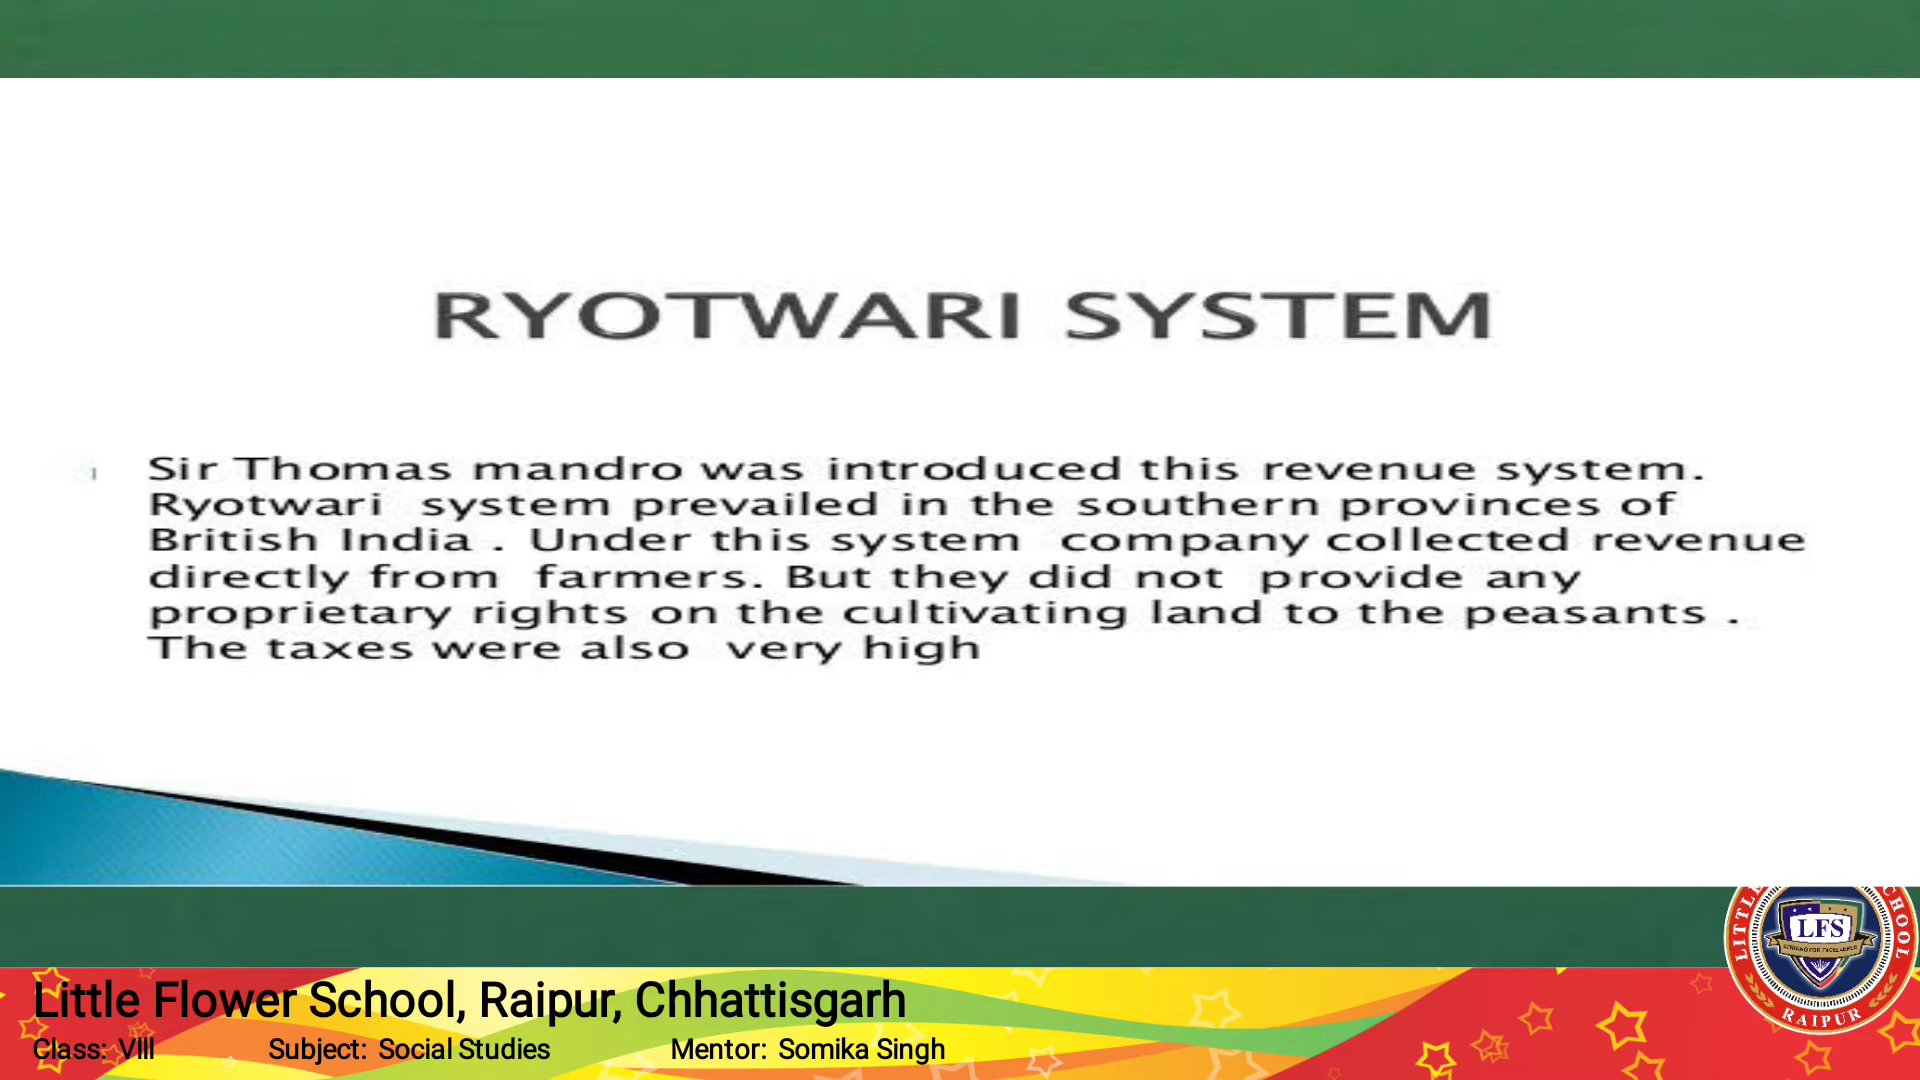 RYOTWARI SYSTEM
Sir Thomas mandro was introduced this revenue system.
Ryotwari system prevailed in the southern provinces of
British India . Under this system company collected revenue
directly from farmers. But they did not provide any
proprietary rights on the cultivating land to the peasants .
The taxes were also very high
LFS
RAIPUR
Little Flower School, Raipur, Chhattisgarh
Class: VIII Subject: Social Studies Mentor: Somika Singh